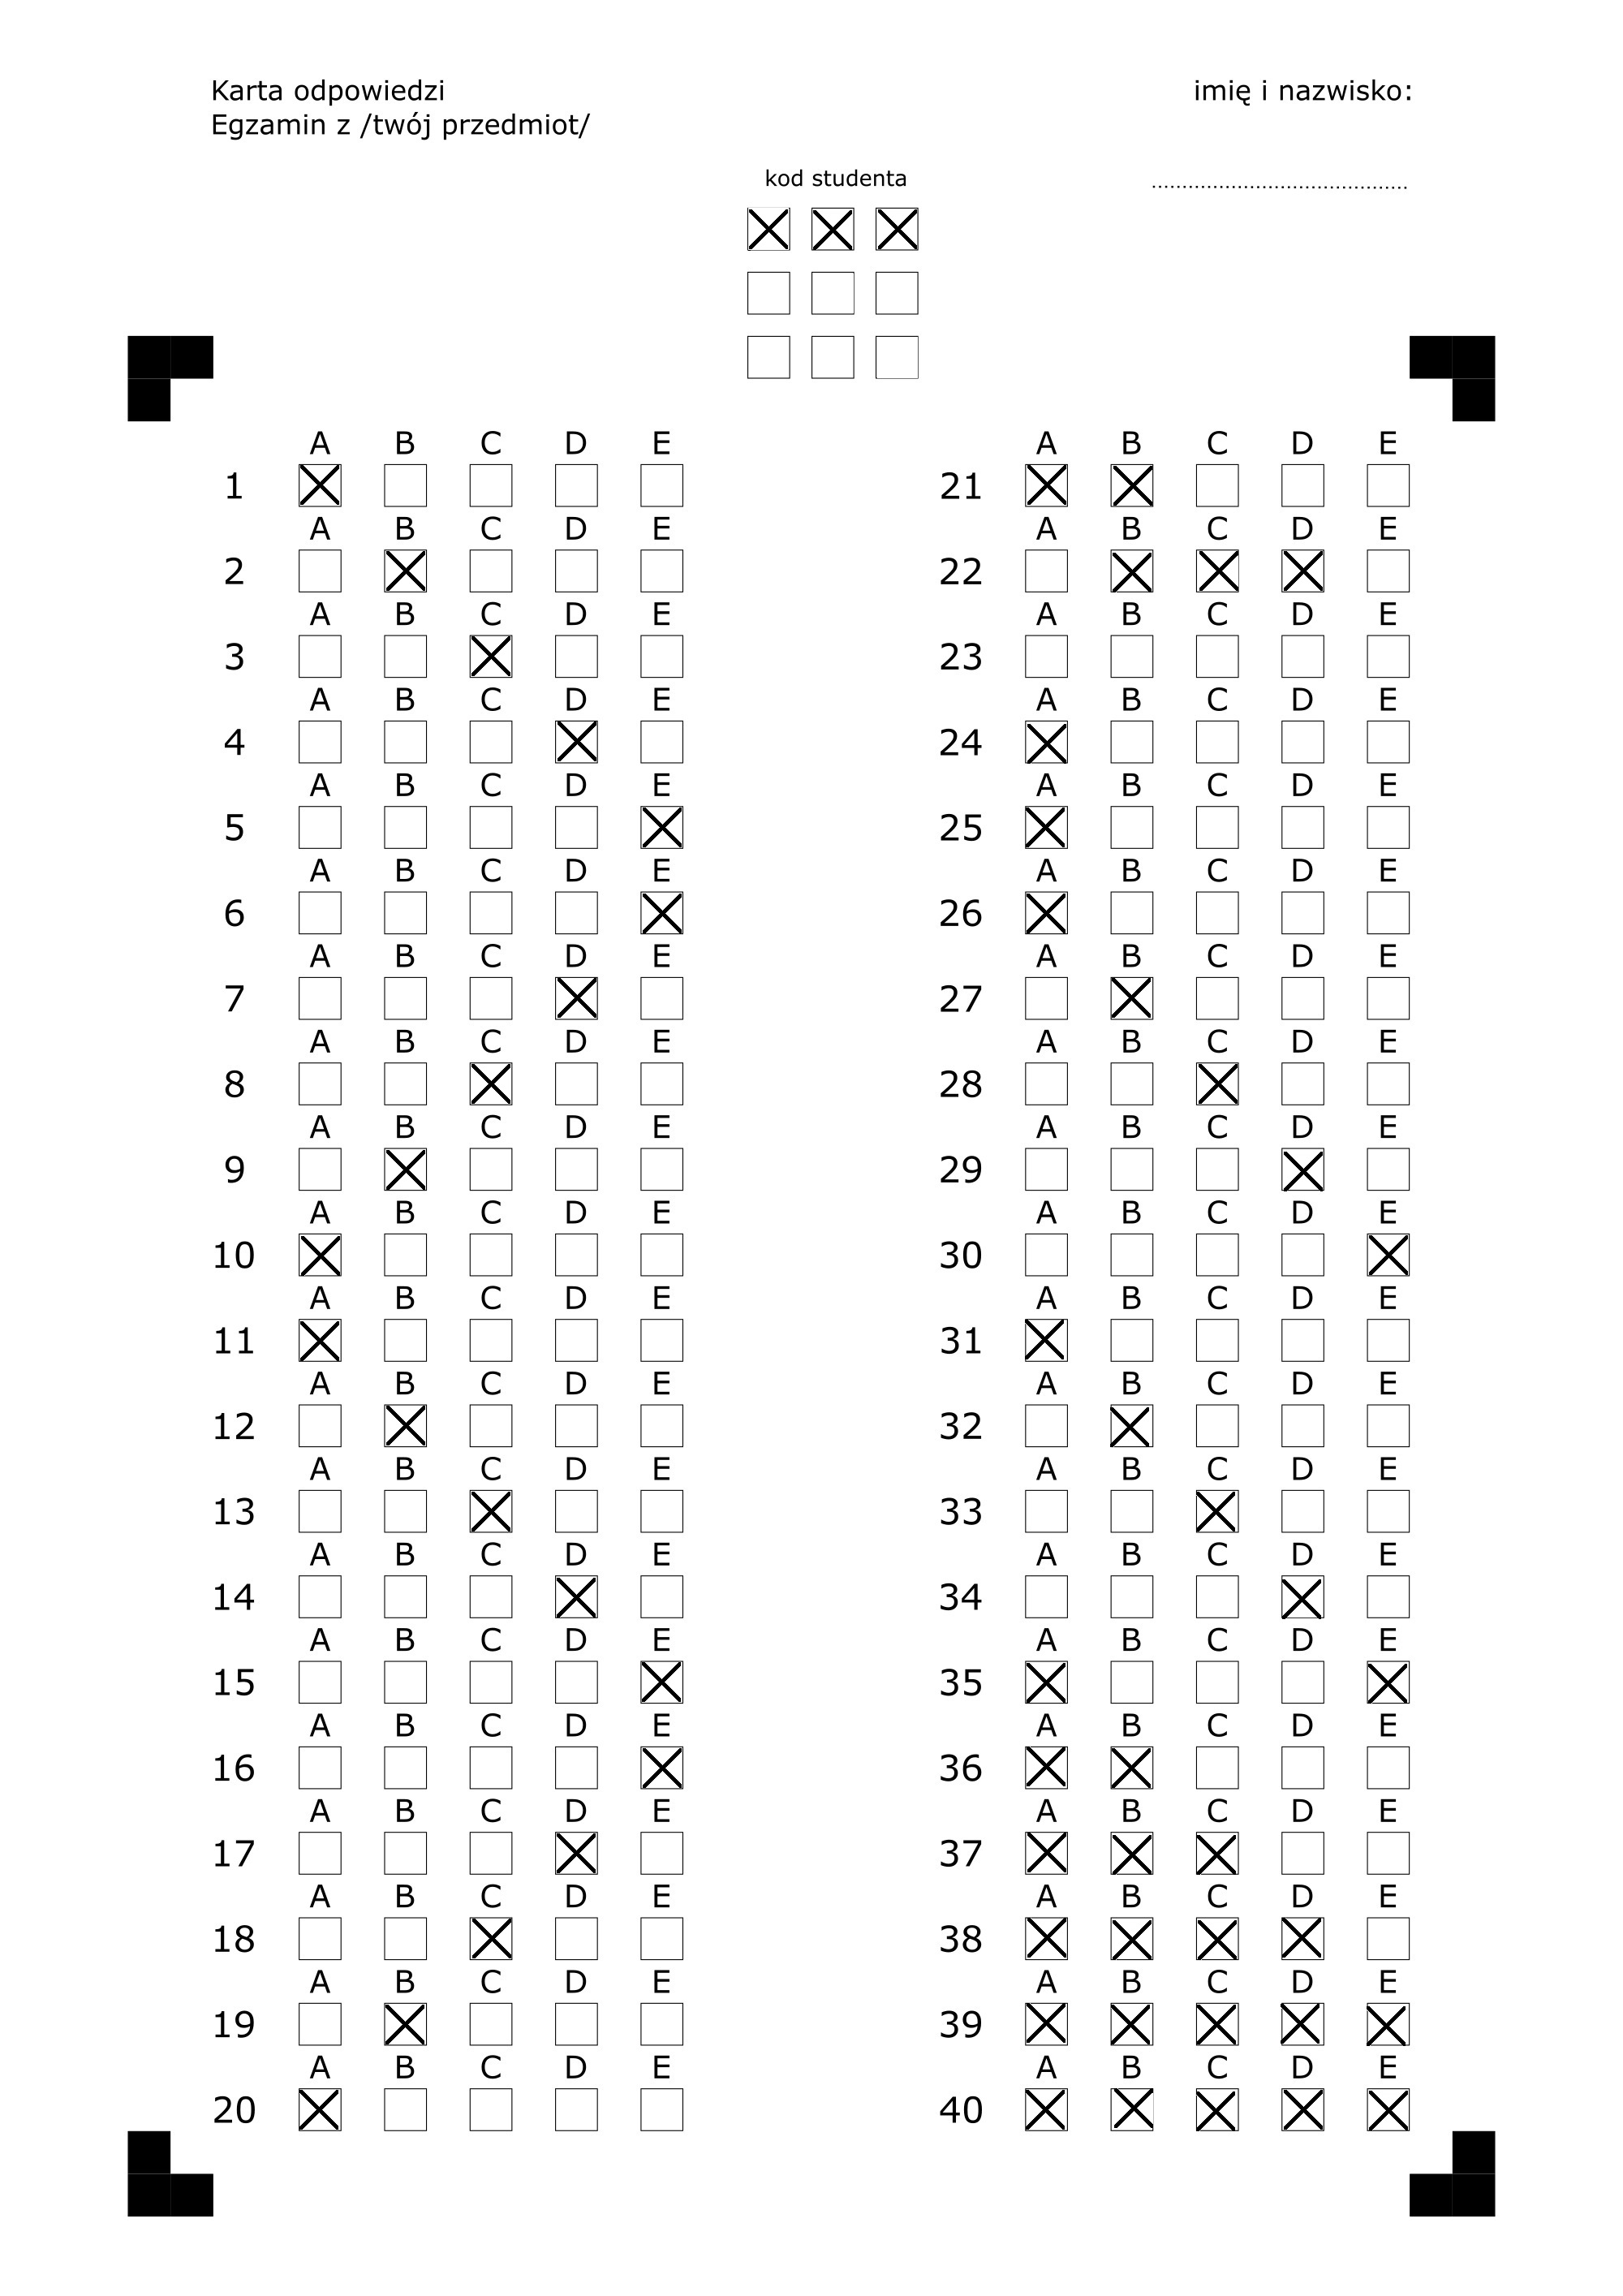 Karta odpowiedzi
Egzamin z /twój przedmiot/
imię i nazwisko:
kod studenta
A B C D E
1
A B C D E
2
A B C D E
3
A B C D E
4
A B C D E
5
A B C D E
6
A B C D E
7
A B C D E
8
A B C D E
9
A B C D E
10
A B C D E
11
A B C D E
12
A B C D E
13
A B C D E
14
A B C D E
15
A B C D E
16
A B C D E
17
A B C D E
18
A B C D E
19
A B C D E
20
A B C D E
21
A B C D E
22
A B C D E
23
A B C D E
24
A B C D E
25
A B C D E
26
A B C D E
27
A B C D E
28
A B C D E
29
A B C D E
30
A B C D E
31
A B C D E
32
A B C D E
33
A B C D E
34
A B C D E
35
A B C D E
36
A B C D E
37
A B C D E
38
A B C D E
39
A B C D E
40